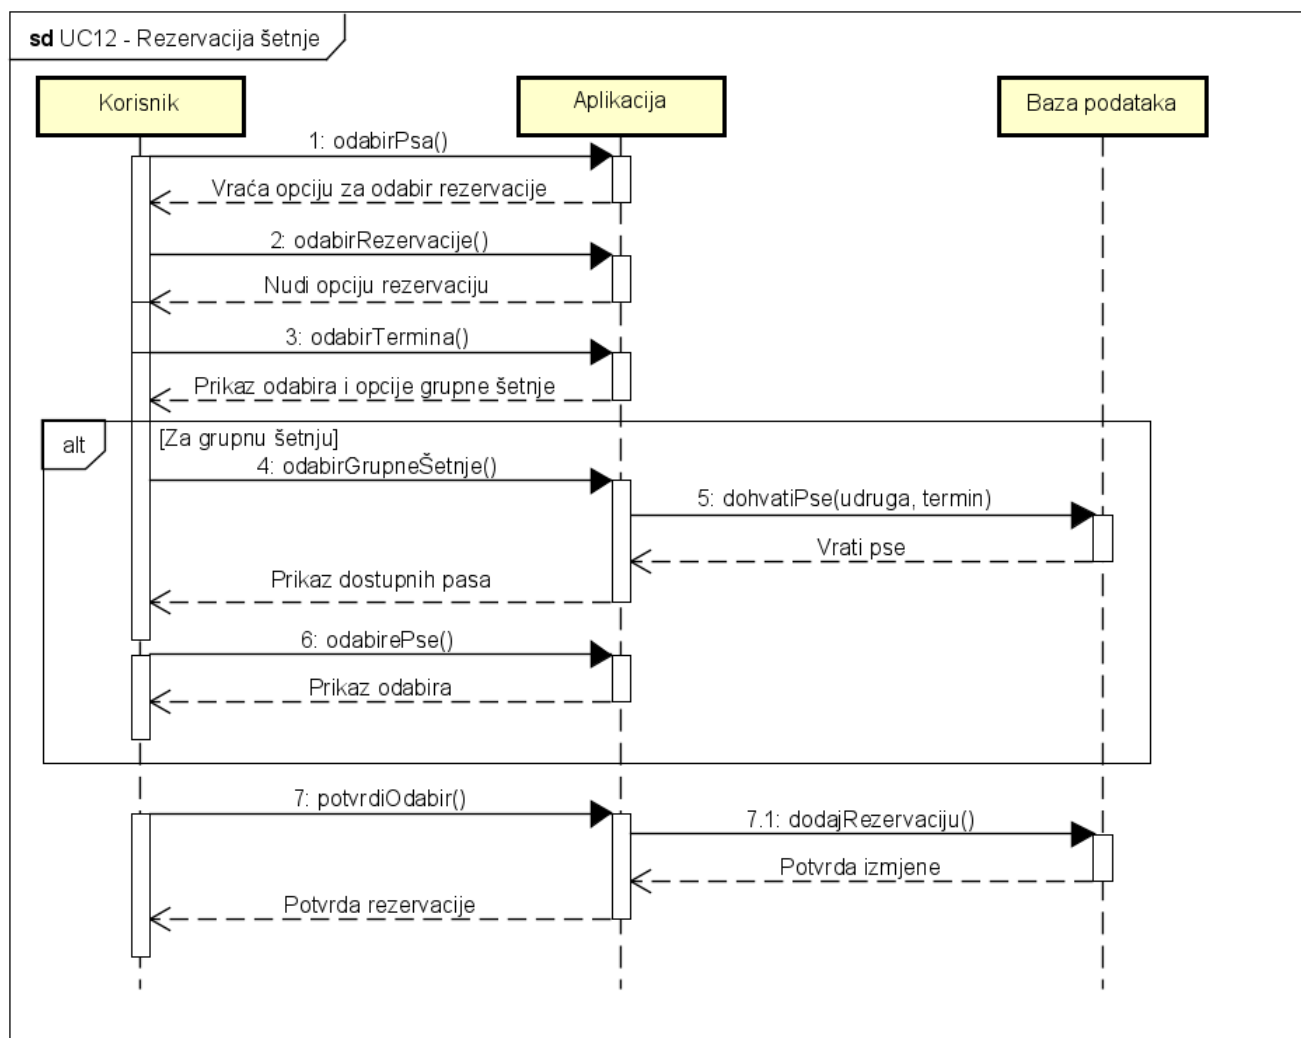 sd UC12 - Rezervacija šetnje
Korisnik
Aplikacija
Baza podataka
1: odabirPsa()
Vraća opciju za odabir rezervacije
2: odabirRezervacije()
Nudi opciju rezervaciju
3: odabirTermina()
Prikaz odabira i opcije grupne šetnje
alt
[Za grupnu šetnju]
4: odabirGrupneŠetnje()
5: dohvatiPse(udruga, termin)
Vrati pse
Prikaz dostupnih pasa
6: odabirePse()
Prikaz odabira
7: potvrdiOdabir()
7.1: dodajRezervaciju()
Potvrda izmjene
Potvrda rezervacije